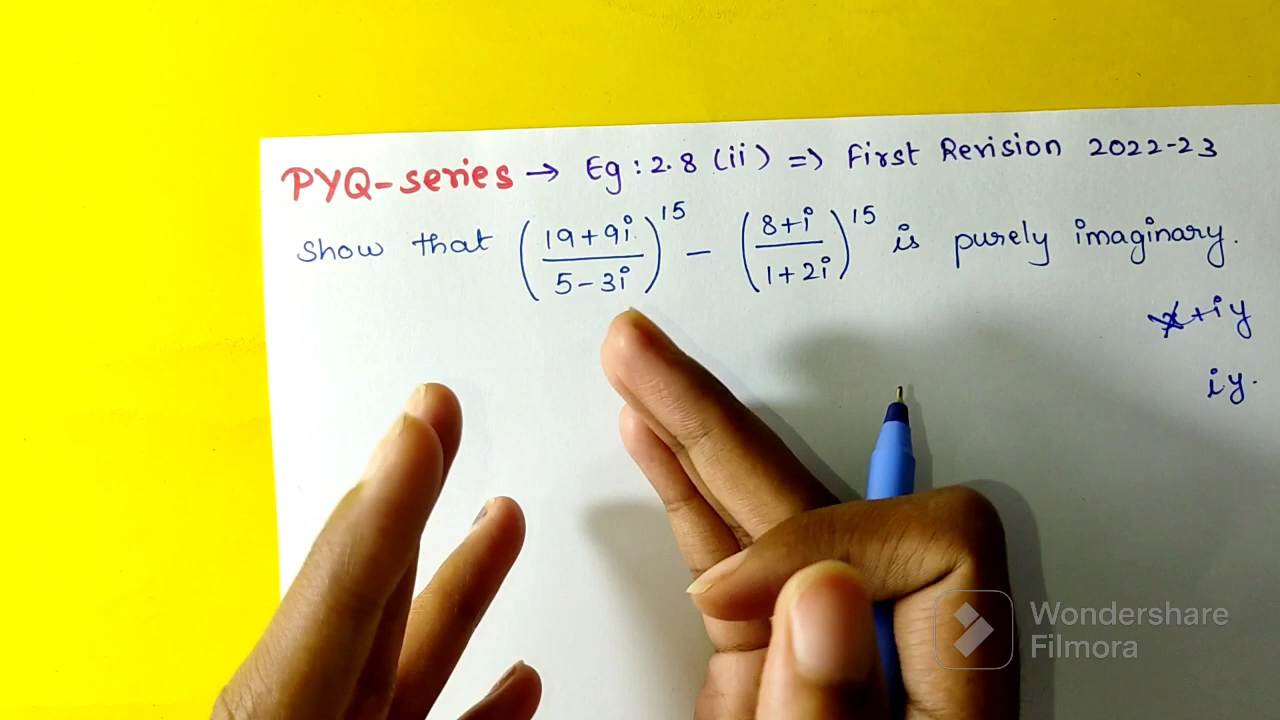 PYQ-series → Eg : 2.8 (ii) => First Revision 2022-23
Show that ((19+9i)/(5-3i))^15 - ((8+i)/(1+2i))^15 is purely imaginary.
x+iy
iy.
Wondershare
Filmora